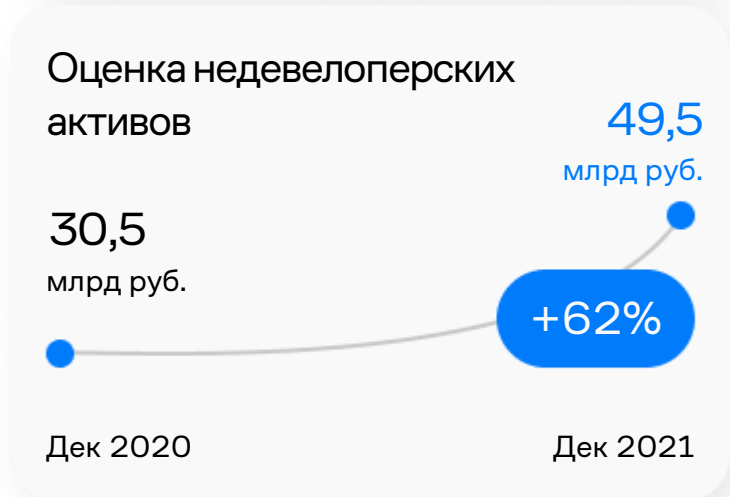 Оценка недевелоперских
активов
49,5
млрд руб.
30,5
млрд руб.
+62%
Дек 2020
Дек 2021